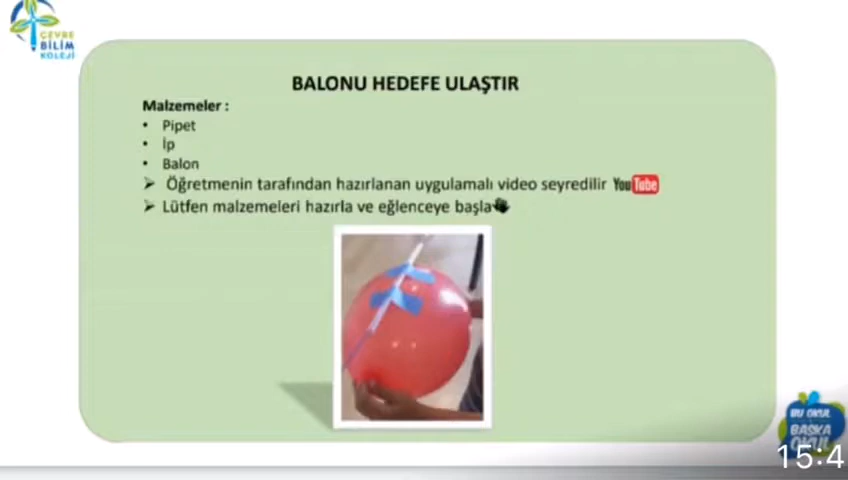 ÇEVRE
BİLİM
KOLEJİ
BALONU HEDEFE ULAŞTIR
Malzemeler :
• Pipet
• İp
• Balon
➢ Öğretmenin tarafından hazırlanan uygulamalı video seyredilir YouTube
➢ Lütfen malzemeleri hazırla ve eğlenceye başla
BU OKUL
BAŞKA
OKUL
15:4